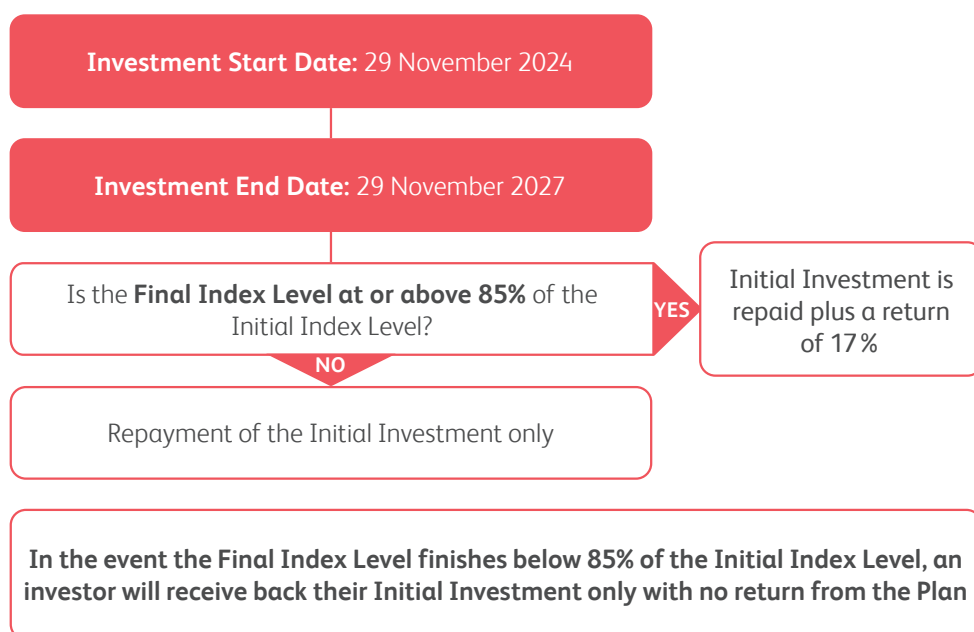 Investment Start Date: 29 November 2024
Investment End Date: 29 November 2027
Is the Final Index Level at or above 85% of the
Initial Index Level?
YES
Initial Investment is
repaid plus a return
of 17%
NO
Repayment of the Initial Investment only
In the event the Final Index Level finishes below 85% of the Initial Index Level, an
investor will receive back their Initial Investment only with no return from the Plan